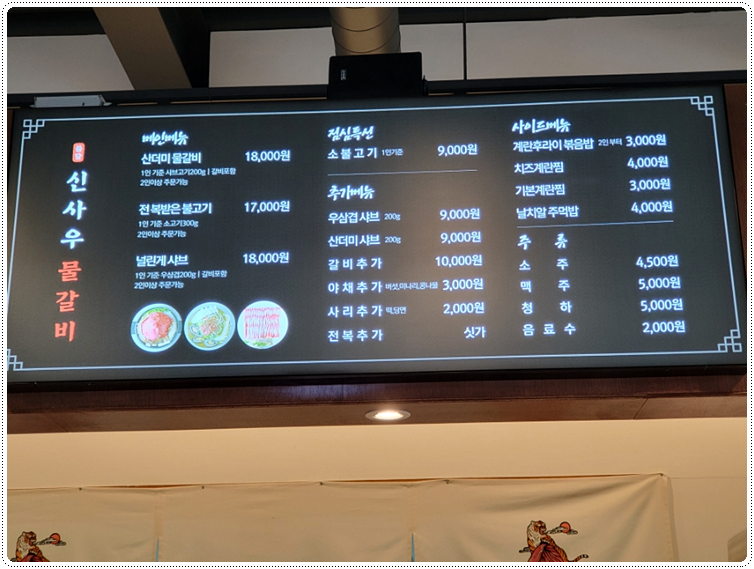 신사우
물갈비
메인메뉴
산더미 물갈비 18,000원
1인 기준 샤브고기200g | 갈비포함
2인이상 주문가능
전복받은 불고기 17,000원
1인 기준 소고기300g
2인이상 주문가능
널린게 샤브 18,000원
1인 기준 우삼겹200g | 갈비포함
2인이상 주문가능
점심특선
소불고기 1인기준 9,000원
추가메뉴
우삼겹 샤브 200g 9,000원
산더미 샤브 200g 9,000원
갈비추가 10,000원
야채추가 버섯,미나리,콩나물 3,000원
사리추가 떡,당면 2,000원
전복추가 싯가
사이드메뉴
계란후라이 볶음밥 2인 부터 3,000원
치즈계란찜 4,000원
기본계란찜 3,000원
날치알 주먹밥 4,000원
주 류
소 주 4,500원
맥 주 5,000원
청 하 5,000원
음 료 수 2,000원